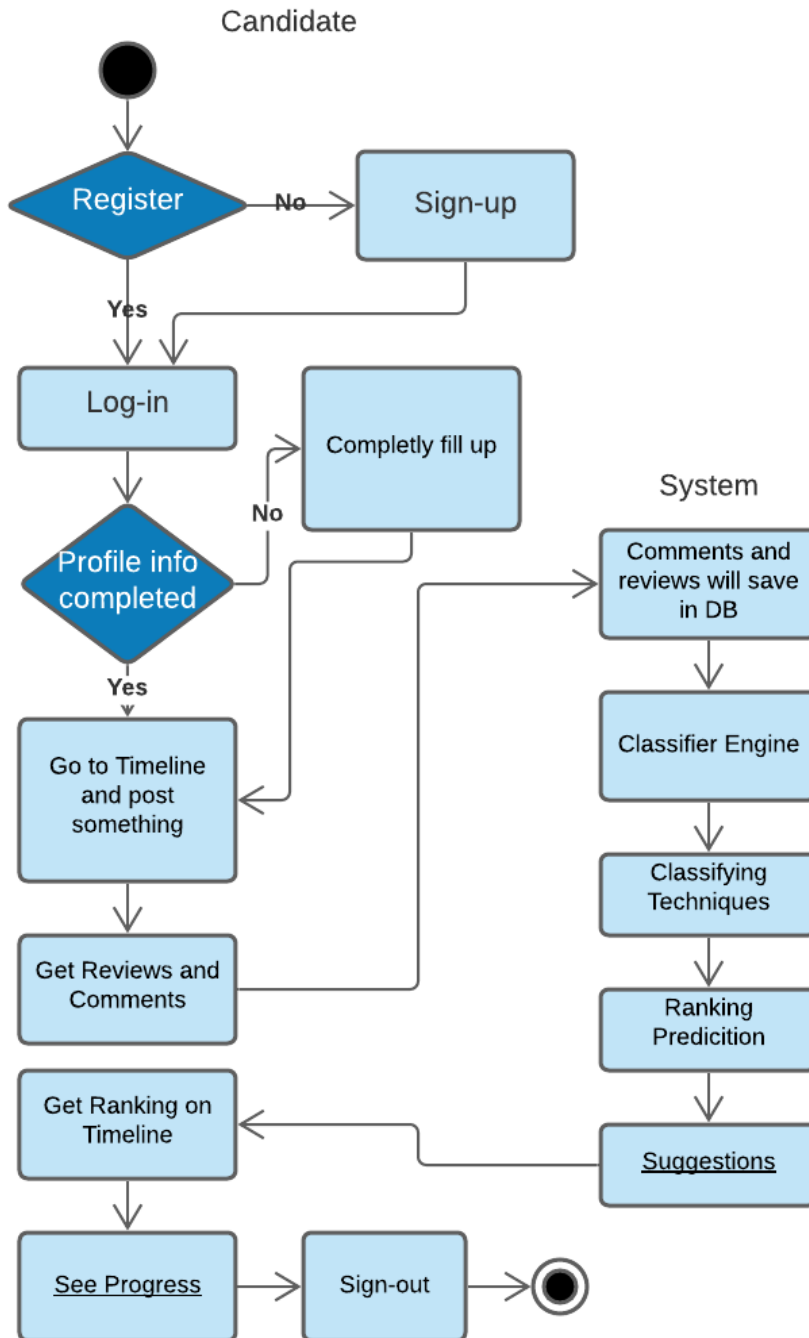 Candidate
Register
No
Sign-up
Yes
Log-in
Completly fill up
No
Profile info
completed
Yes
Go to Timeline
and post
something
Get Reviews and
Comments
System
Comments and
reviews will save
in DB
Classifier Engine
Classifying
Techniques
Ranking
Predicition
Suggestions
Get Ranking on
Timeline
See Progress
Sign-out